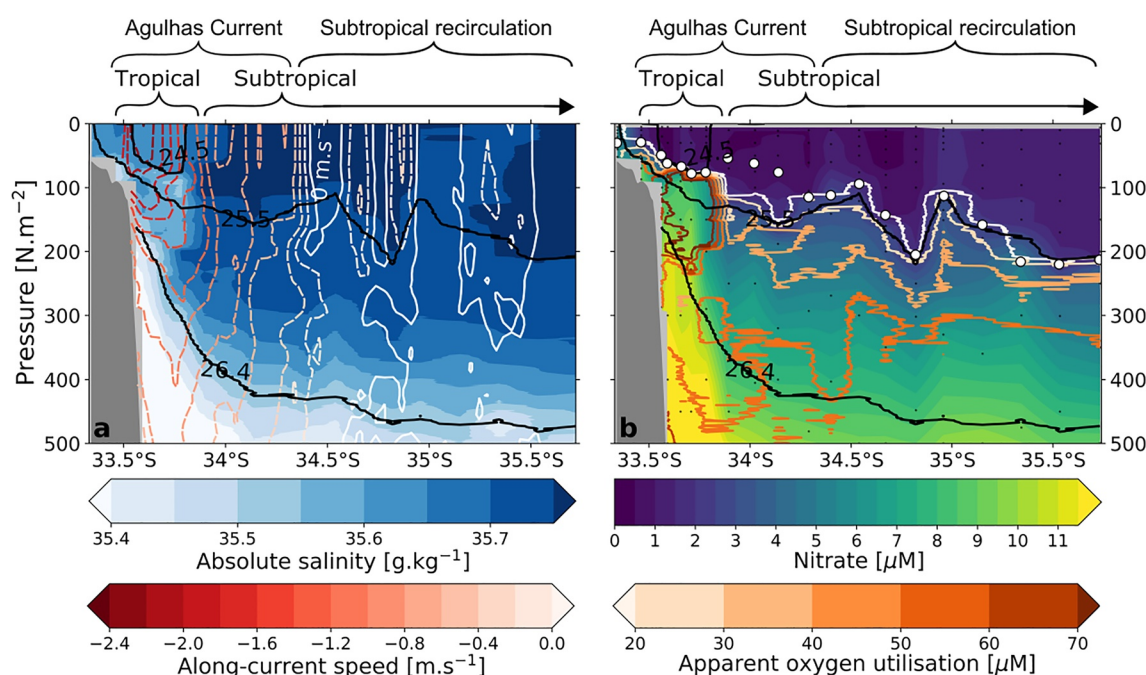 Agulhas Current Subtropical recirculation Agulhas Current Subtropical recirculation
Tropical Subtropical Tropical Subtropical
0 24.5 0 m.s 24.5 0
100 25.5 25.5 100
200 200
300 300
400 26.4 26.4 400
500 a b 500
Pressure [N.m⁻²]
33.5°S 34°S 34.5°S 35°S 35.5°S 33.5°S 34°S 34.5°S 35°S 35.5°S
35.4 35.5 35.6 35.7 0 1 2 3 4 5 6 7 8 9 10 11
Absolute salinity [g.kg⁻¹] Nitrate [μM]
−2.4 −2.0 −1.6 −1.2 −0.8 −0.4 0.0 20 30 40 50 60 70
Along-current speed [m.s⁻¹] Apparent oxygen utilisation [μM]